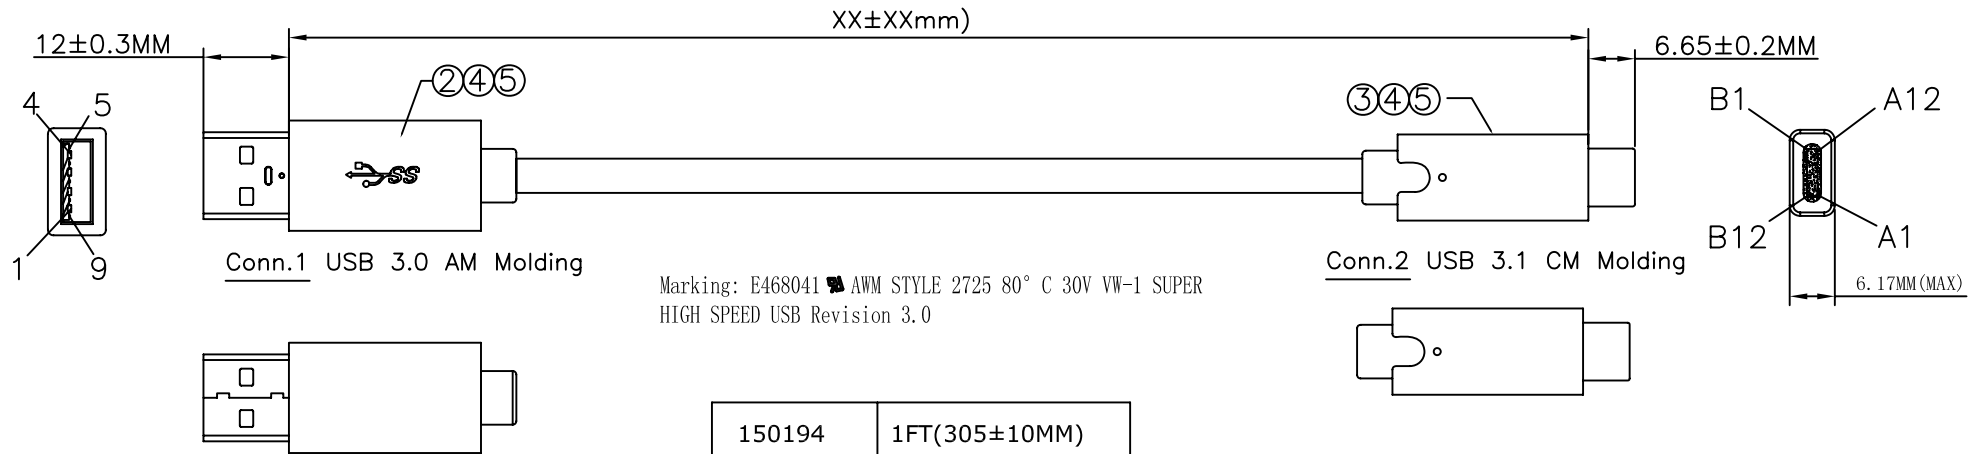 XX±XXmm)
12±0.3MM
6.65±0.2MM
②④⑤
③④⑤
4 5
B1 A12
SS
1 9
B12 A1
Conn.1 USB 3.0 AM Molding
Conn.2 USB 3.1 CM Molding
Marking: E468041 AWM STYLE 2725 80° C 30V VW-1 SUPER
HIGH SPEED USB Revision 3.0
6.17MM(MAX)
150194 1FT(305±10MM)